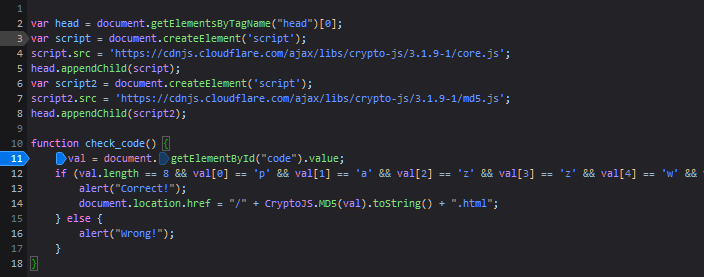 1
2 var head = document.getElementsByTagName("head")[0];
3 var script = document.createElement('script');
4 script.src = 'https://cdnjs.cloudflare.com/ajax/libs/crypto-js/3.1.9-1/core.js';
5 head.appendChild(script);
6 var script2 = document.createElement('script');
7 script2.src = 'https://cdnjs.cloudflare.com/ajax/libs/crypto-js/3.1.9-1/md5.js';
8 head.appendChild(script2);
9
10 function check_code() {
11 val = document. getElementById("code").value;
12 if (val.length == 8 && val[0] == 'p' && val[1] == 'a' && val[2] == 'z' && val[3] == 'z' && val[4] == 'w' &&
13 alert("Correct!");
14 document.location.href = "/" + CryptoJS.MD5(val).toString() + ".html";
15 } else {
16 alert("Wrong!");
17 }
18 }